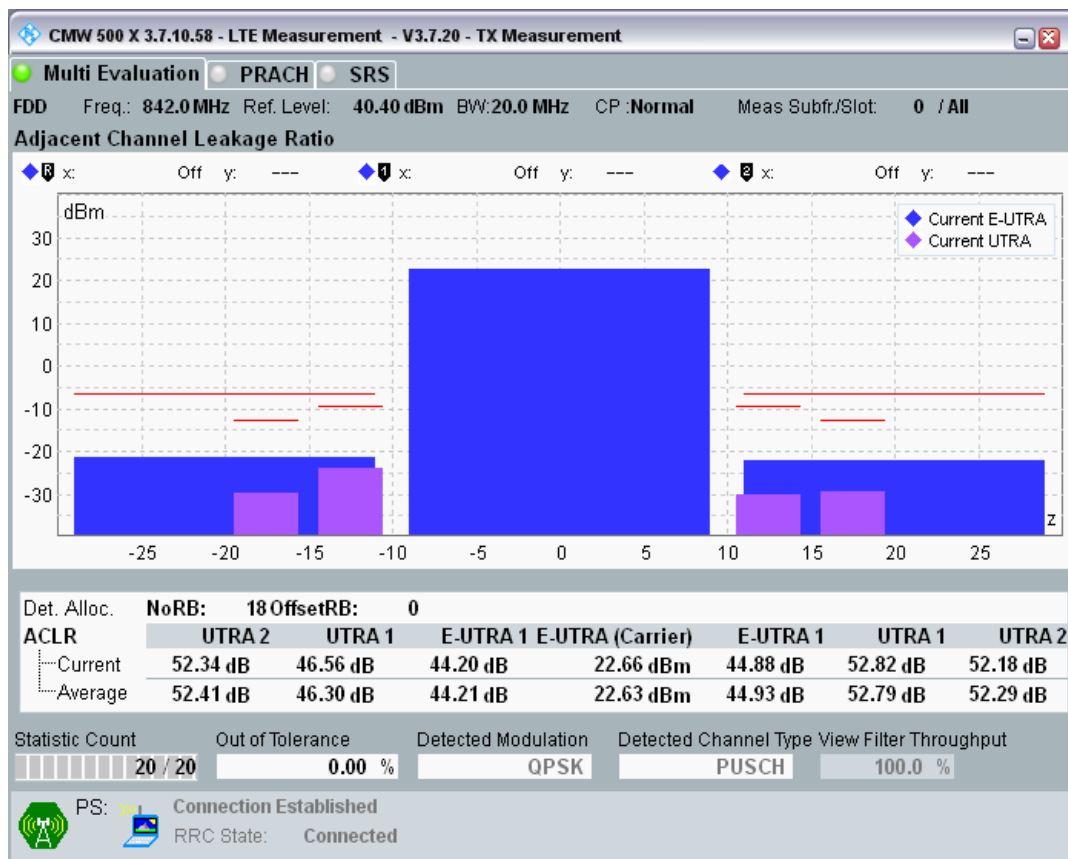 CMW 500 X 3.7.10.58 - LTE Measurement - V3.7.20 - TX Measurement
Multi Evaluation PRACH SRS
FDD Freq.: 842.0 MHz Ref. Level: 40.40 dBm BW:20.0 MHz CP :Normal Meas Subfr./Slot: 0 / All
Adjacent Channel Leakage Ratio
R x: Off y: --- 1 x: Off y: --- 2 x: Off y: ---
dBm
Current E-UTRA
Current UTRA
30
20
10
0
-10
-20
-30
z
-25 -20 -15 -10 -5 0 5 10 15 20 25
Det. Alloc. NoRB: 18 OffsetRB: 0
ACLR UTRA 2 UTRA 1 E-UTRA 1 E-UTRA (Carrier) E-UTRA 1 UTRA 1 UTRA 2
Current 52.34 dB 46.56 dB 44.20 dB 22.66 dBm 44.88 dB 52.82 dB 52.18 dB
Average 52.41 dB 46.30 dB 44.21 dB 22.63 dBm 44.93 dB 52.79 dB 52.29 dB
Statistic Count Out of Tolerance Detected Modulation Detected Channel Type View Filter Throughput
20 / 20 0.00 % QPSK PUSCH 100.0 %
PS: Connection Established
RRC State: Connected